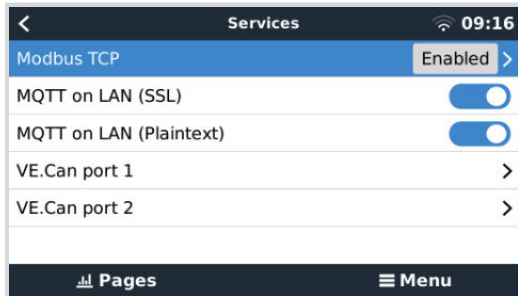 Services 09:16
Modbus TCP Enabled
MQTT on LAN (SSL)
MQTT on LAN (Plaintext)
VE.Can port 1
VE.Can port 2
Pages Menu